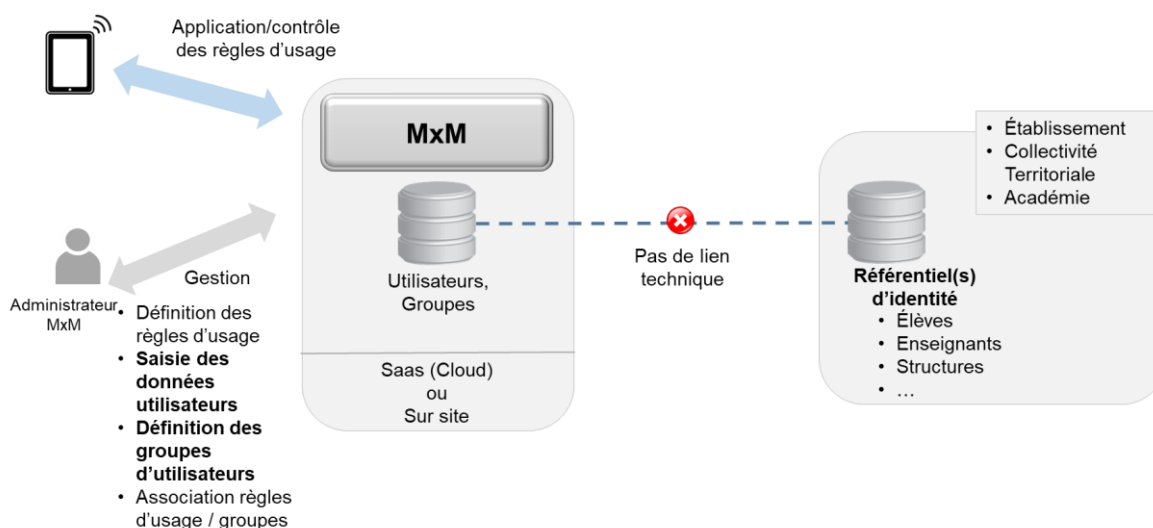 Application/contrôle
des règles d'usage
MxM
Utilisateurs,
Groupes
Saas (Cloud)
ou
Sur site
Administrateur
MxM
Gestion
• Définition des
règles d'usage
• Saisie des
données
utilisateurs
• Définition des
groupes
d'utilisateurs
• Association règles
d'usage / groupes
Pas de lien
technique
• Établissement
• Collectivité
Territoriale
• Académie
Référentiel(s)
d'identité
• Élèves
• Enseignants
• Structures
• …